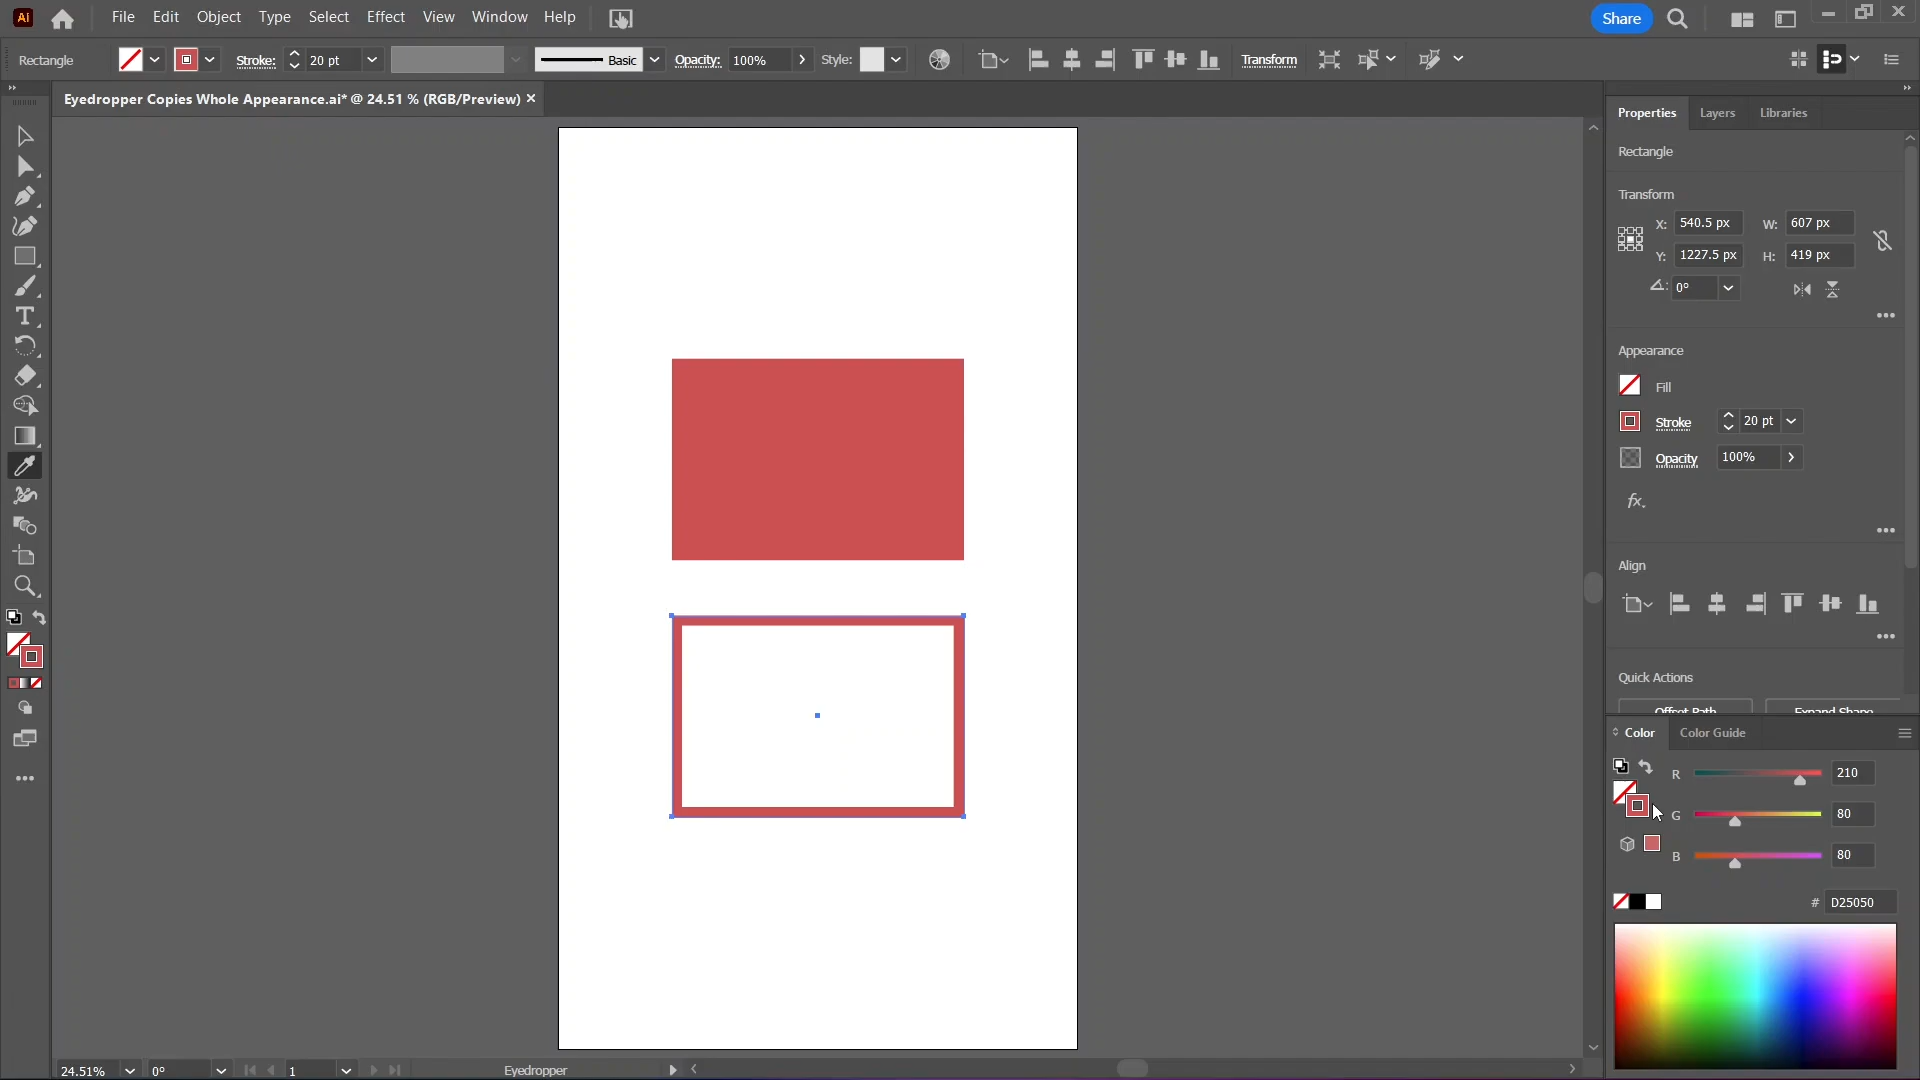 Ai File Edit Object Type Select Effect View Window Help Share
Rectangle Stroke: 20 pt Basic Opacity: 100% Style: Transform
Eyedropper Copies Whole Appearance.ai* @ 24.51 % (RGB/Preview) ×
Properties Layers Libraries
Rectangle
Transform
X: 540.5 px W: 607 px
Y: 1227.5 px H: 419 px
0°
Appearance
Fill
Stroke 20 pt
Opacity 100%
fx.
Align
Quick Actions
Offset Path Expand Shape
Color Color Guide
R 210
G 80
B 80
# D25050
24.51% 0° 1 Eyedropper